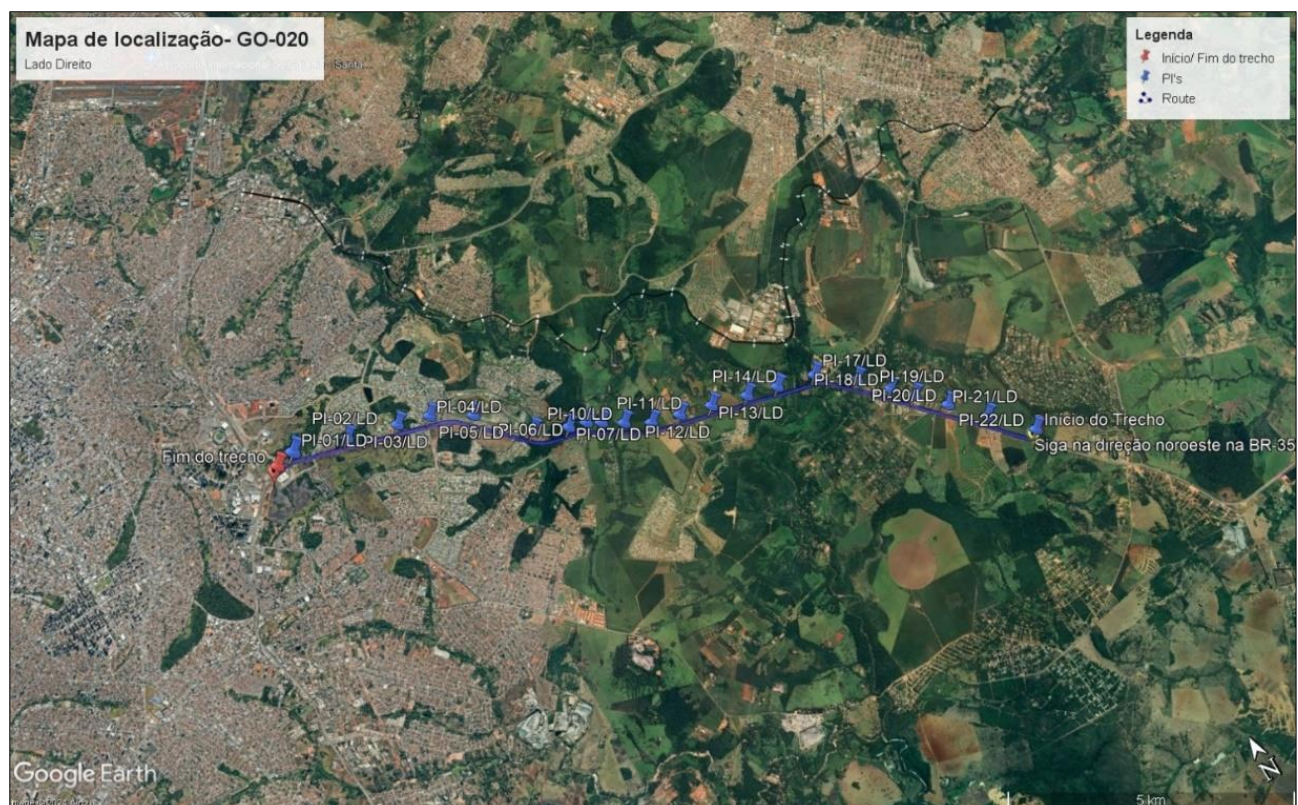 Mapa de localização- GO-020
Lado Direito
Legenda
Início/ Fim do trecho
PI's
Route
PI-17/LD
PI-14/LD
PI-18/LD
PI-19/LD
PI-20/LD
PI-21/LD
PI-11/LD
PI-13/LD
PI-04/LD
PI-10/LD
PI-02/LD
PI-22/LD
Início do Trecho
PI-01/LD
PI-03/LD
PI-05/LD
PI-06/LD
PI-07/LD
PI-12/LD
Siga na direção noroeste na BR-35
Fim do trecho
Google Earth
N
5 km